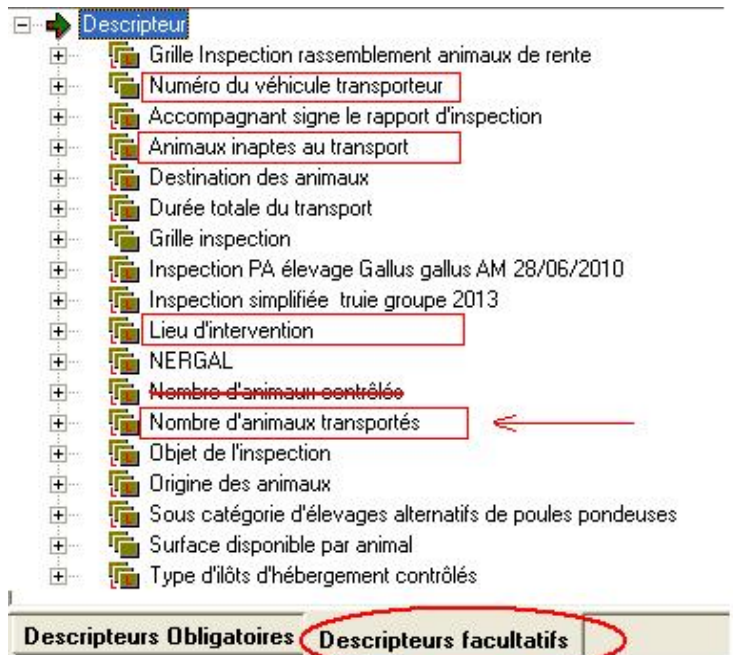 Descripteur
Grille Inspection rassemblement animaux de rente
Numéro du véhicule transporteur
Accompagnant signe le rapport d'inspection
Animaux inaptes au transport
Destination des animaux
Durée totale du transport
Grille inspection
Inspection PA élevage Gallus gallus AM 28/06/2010
Inspection simplifiée truie groupe 2013
Lieu d'intervention
NERGAL
Nombre d'animaux contrôlés
Nombre d'animaux transportés
Objet de l'inspection
Origine des animaux
Sous catégorie d'élevages alternatifs de poules pondeuses
Surface disponible par animal
Type d'ilôts d'hébergement contrôlés
Descripteurs Obligatoires Descripteurs facultatifs